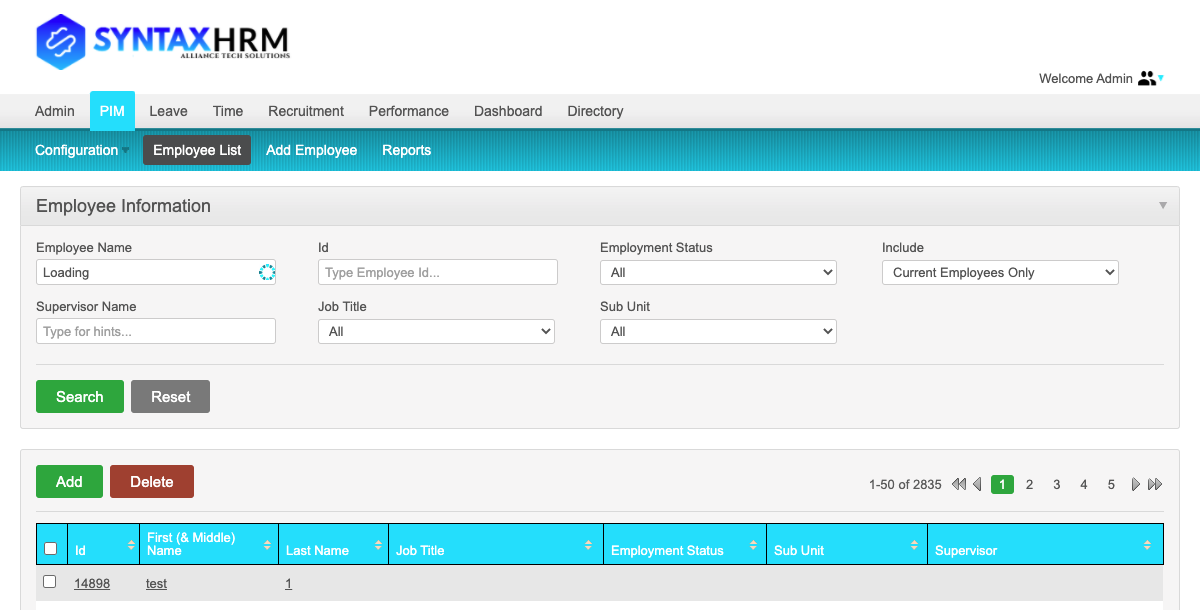 SYNTAXHRM
ALLIANCE TECH SOLUTIONS
Welcome Admin
Admin PIM Leave Time Recruitment Performance Dashboard Directory
Configuration Employee List Add Employee Reports
Employee Information
Employee Name Id Employment Status Include
Loading Type Employee Id... All Current Employees Only
Supervisor Name Job Title Sub Unit
Type for hints... All All
Search Reset
Add Delete 1-50 of 2835 1 2 3 4 5
Id First (& Middle) Name Last Name Job Title Employment Status Sub Unit Supervisor
14898 test 1